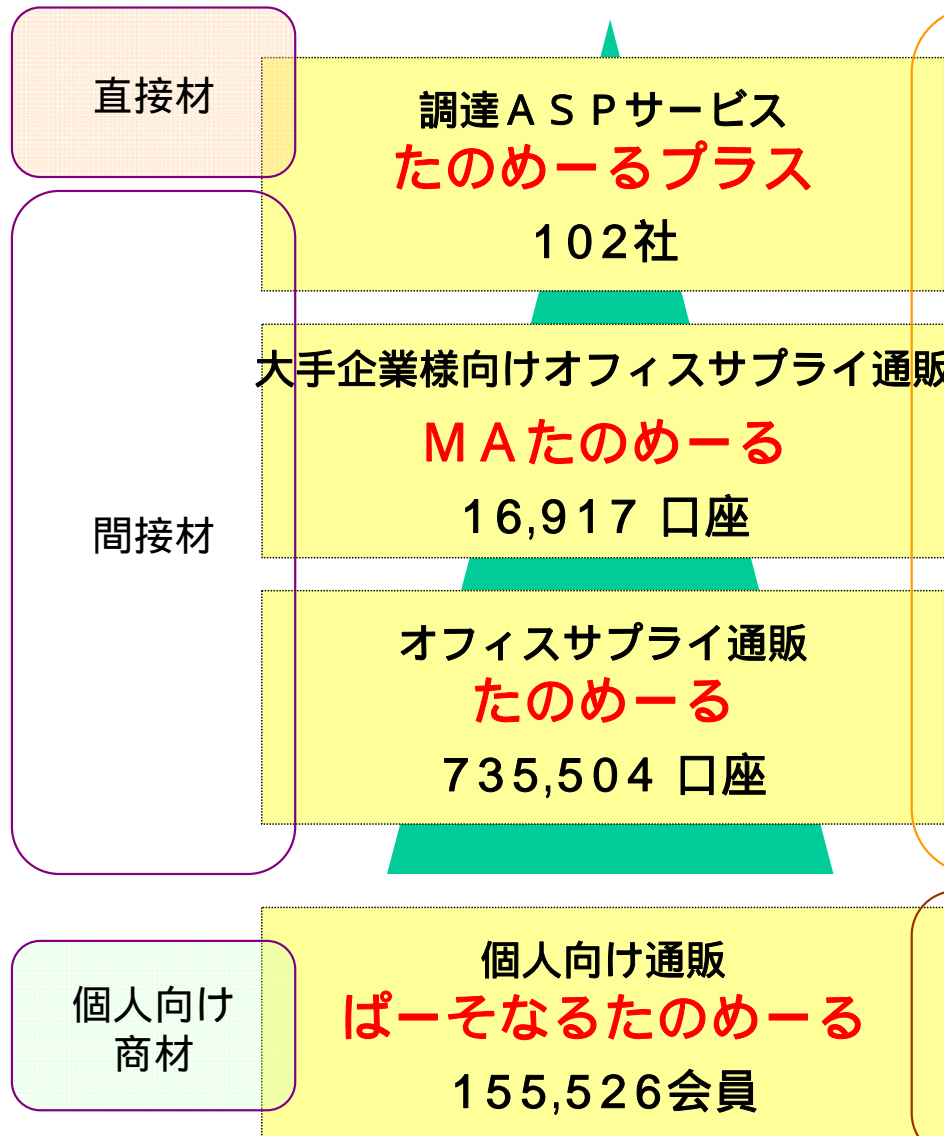 直接材
調達ＡＳＰサービス
たのめーるプラス
102社
大手企業様向けオフィスサプライ通販
ＭＡたのめーる
16,917 口座
間接材
オフィスサプライ通販
たのめーる
735,504 口座
個人向け
商材
個人向け通販
ぱーそなるたのめーる
155,526会員